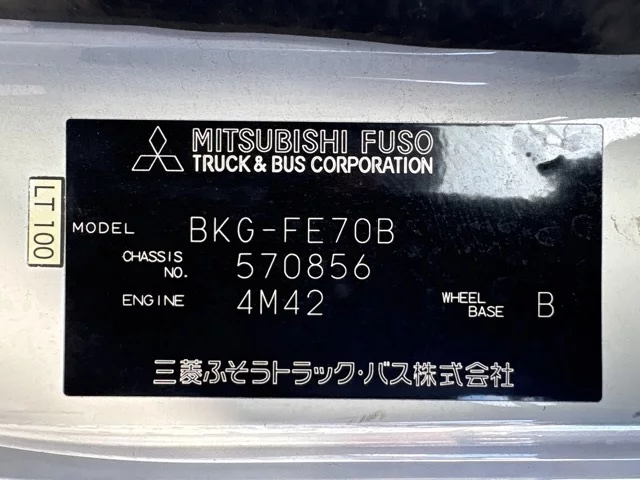 MITSUBISHI FUSO
TRUCK & BUS CORPORATION
LT 100
MODEL BKG-FE70B
CHASSIS NO. 570856
ENGINE 4M42 WHEEL BASE B
三菱ふそうトラック・バス株式会社